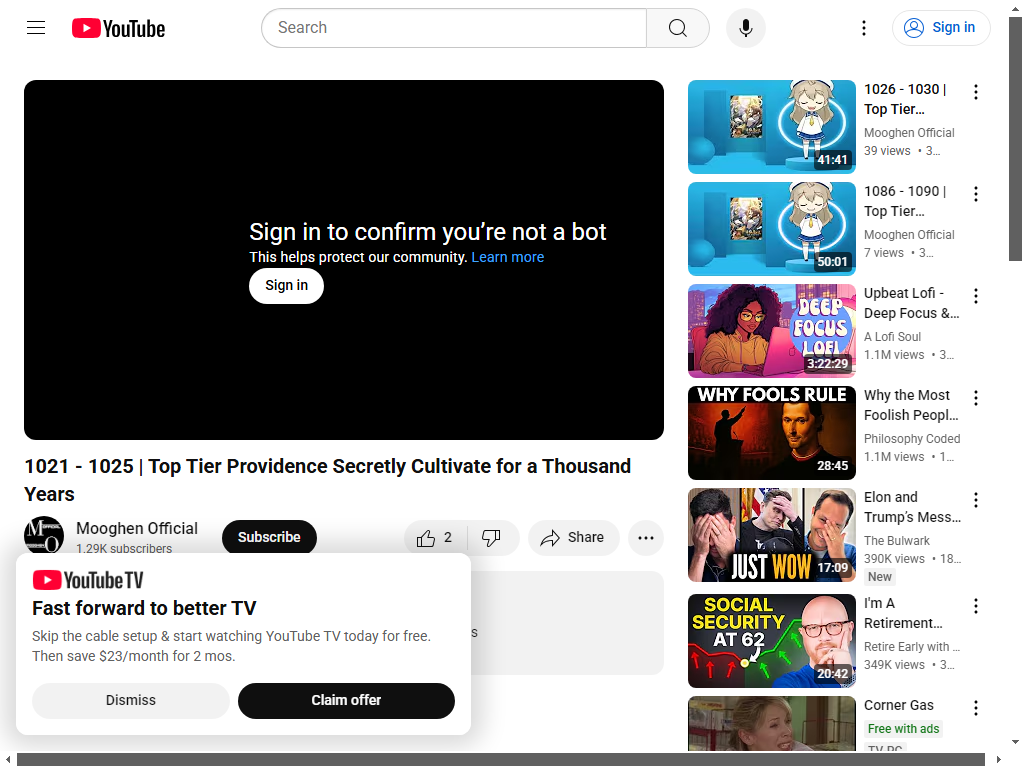 YouTube
Search
Sign in
Sign in to confirm you’re not a bot
This helps protect our community. Learn more
Sign in
1021 - 1025 | Top Tier Providence Secretly Cultivate for a Thousand
Years
Mooghen Official
1.29K subscribers
Subscribe
2
Share
s
YouTube TV
Fast forward to better TV
Skip the cable setup & start watching YouTube TV today for free.
Then save $23/month for 2 mos.
Dismiss
Claim offer
41:41
1026 - 1030 |
Top Tier…
Mooghen Official
39 views • 3…
50:01
1086 - 1090 |
Top Tier…
Mooghen Official
7 views • 3…
DEEP
FOCUS
LOFI
3:22:29
Upbeat Lofi -
Deep Focus &…
A Lofi Soul
1.1M views • 3…
WHY FOOLS RULE
28:45
Why the Most
Foolish Peopl…
Philosophy Coded
1.1M views • 1…
JUST WOW
17:09
Elon and
Trump’s Mess…
The Bulwark
390K views • 18…
New
SOCIAL
SECURITY
AT 62
20:42
I'm A
Retirement…
Retire Early with …
349K views • 3…
Corner Gas
Free with ads
TV-PG